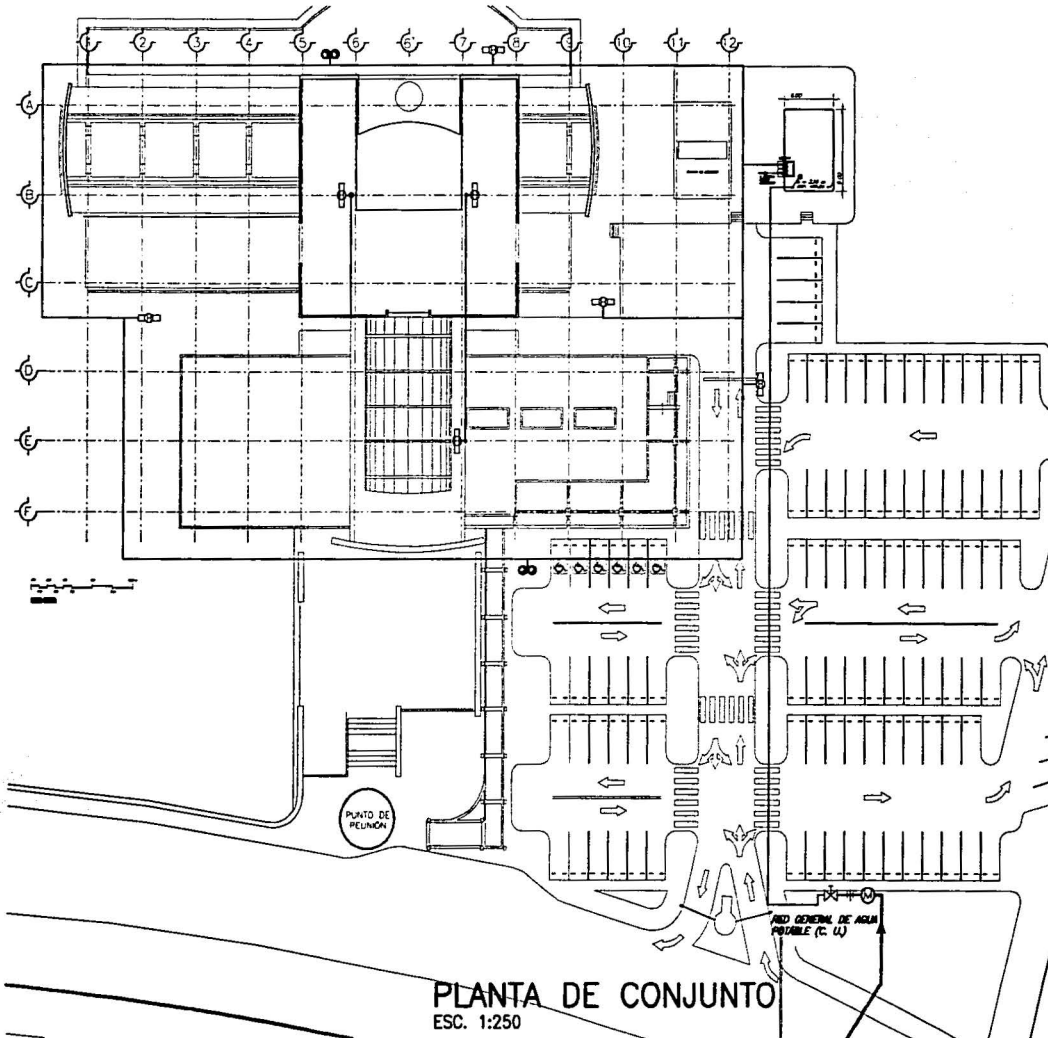 1 2 3 4 5 6 6' 7 8 9 10 11 12
A
B
C
D
E
F
PUNTO DE
REUNIÓN
M
RED GENERAL DE AGUA
POTABLE (C. U.)
PLANTA DE CONJUNTO
ESC. 1:250